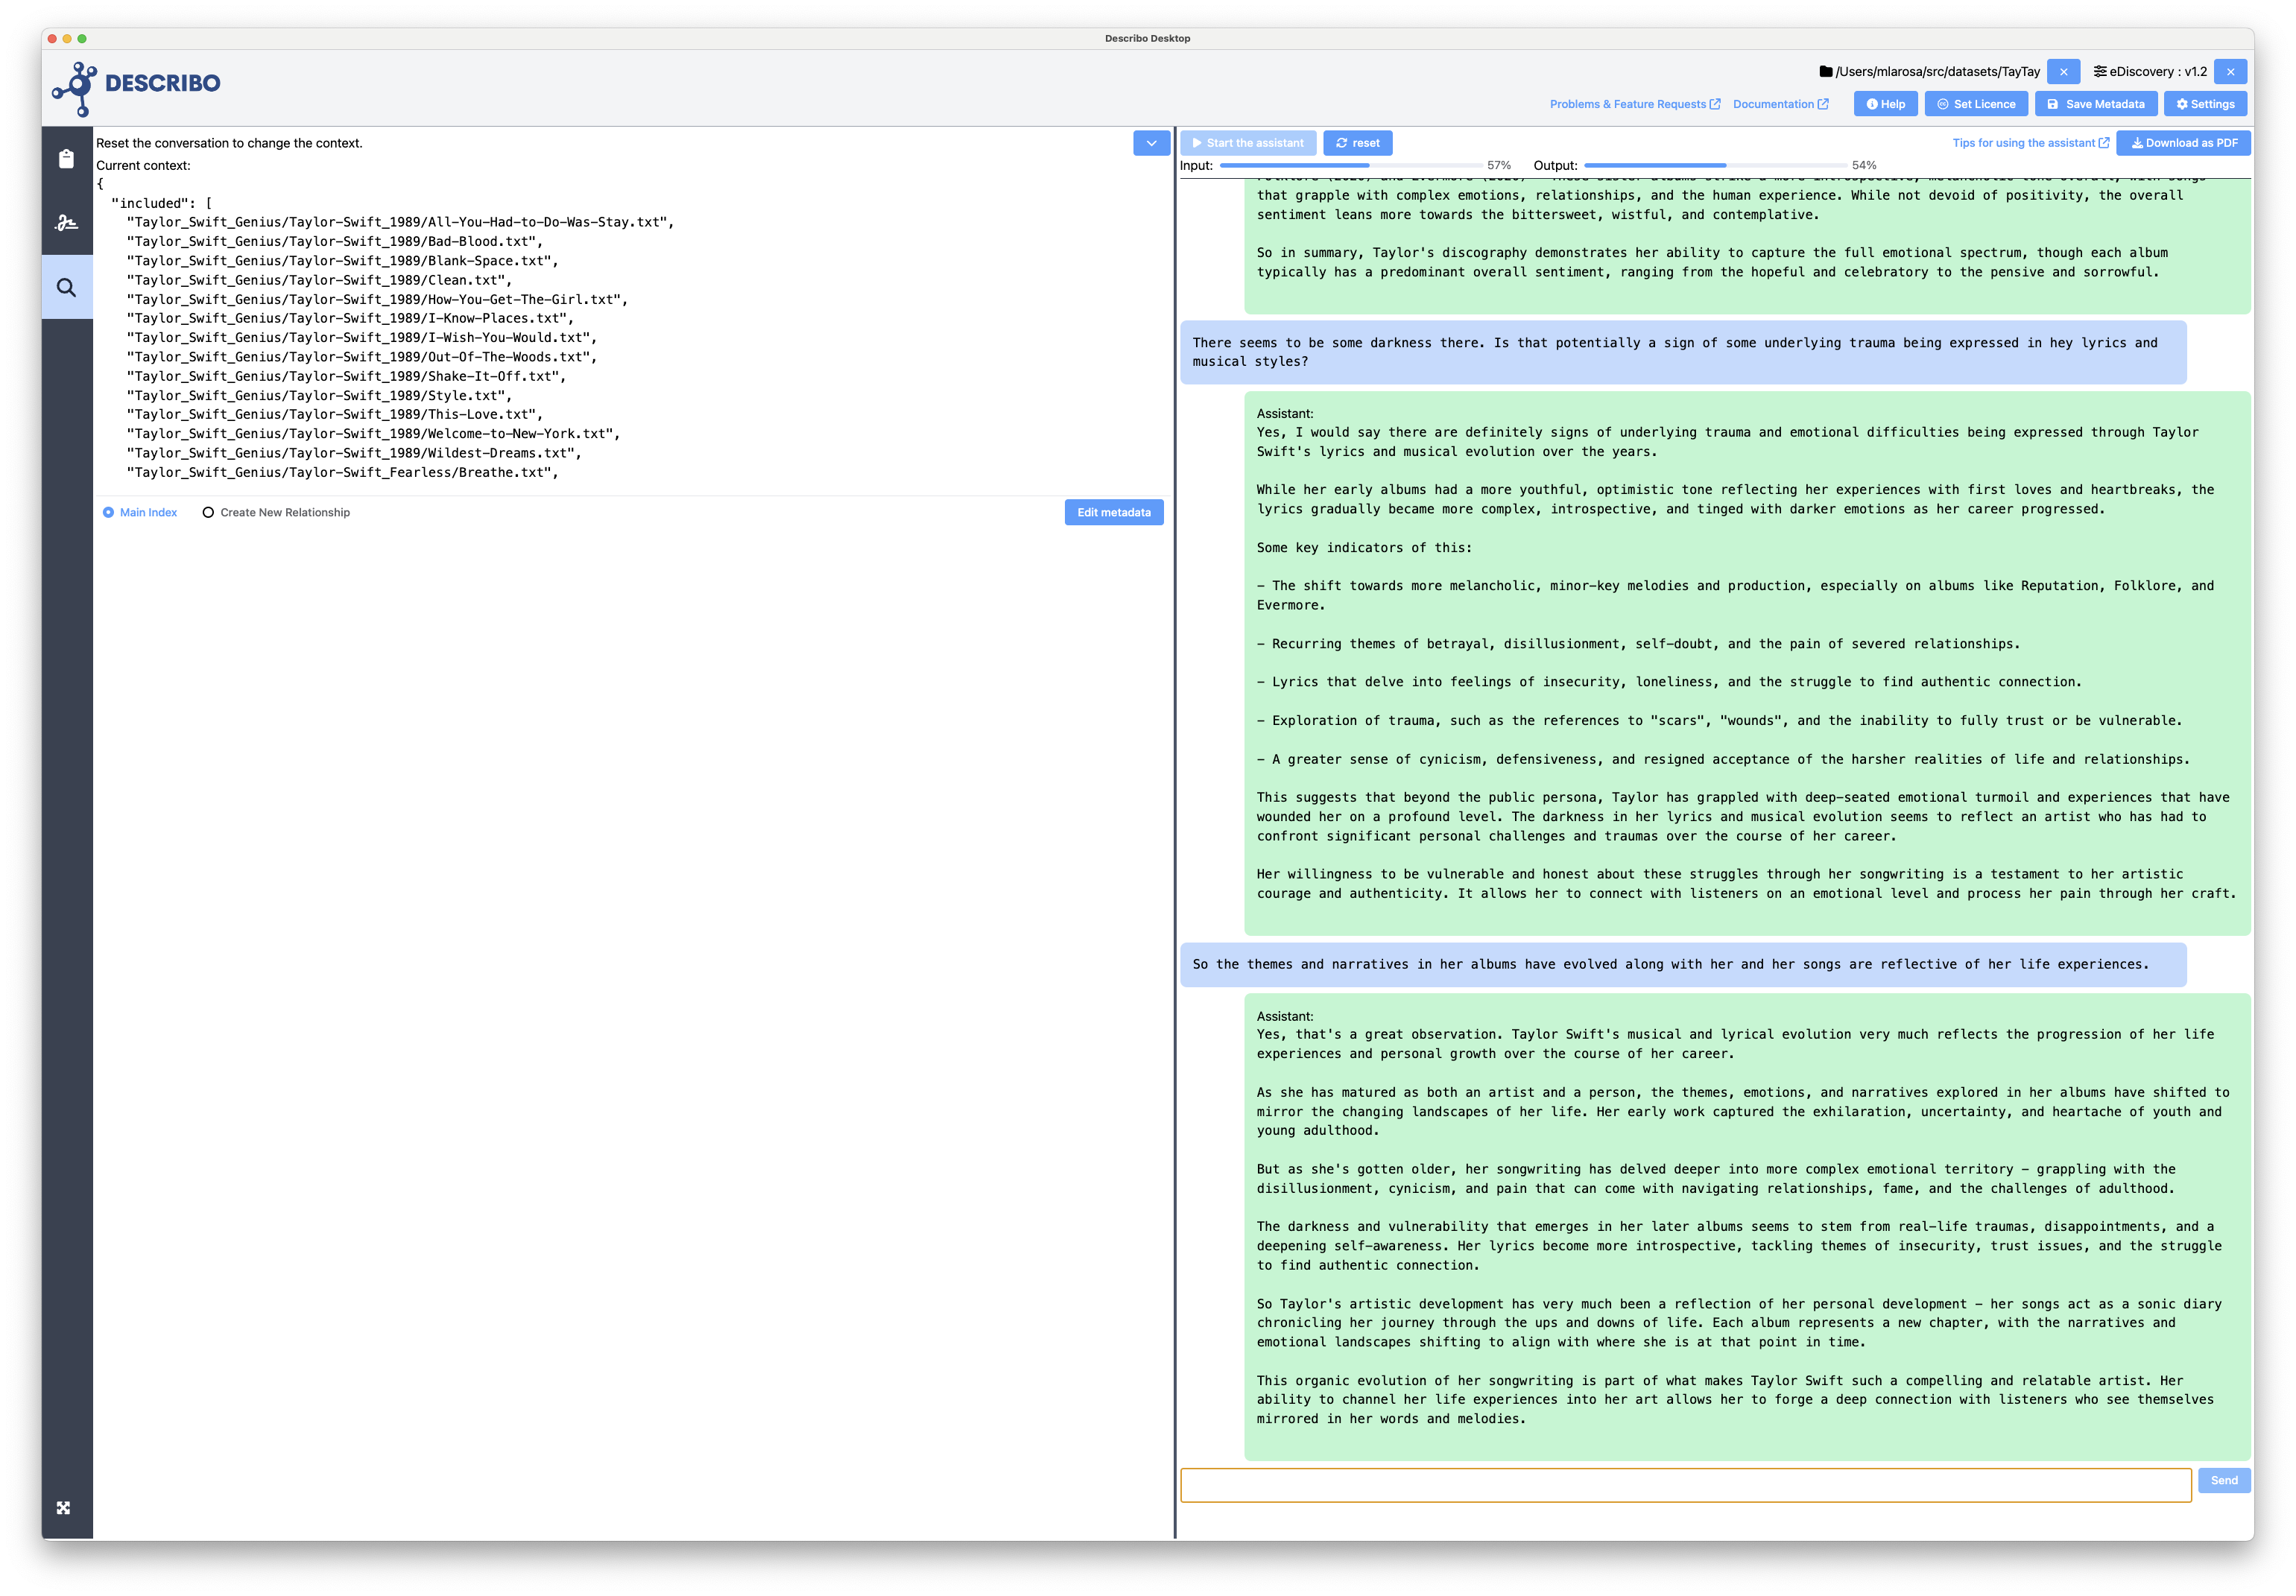 Describo Desktop
DESCRIBO
/Users/mlarosa/src/datasets/TayTay
eDiscovery : v1.2
Problems & Feature Requests
Documentation
Help
Set Licence
Save Metadata
Settings
Reset the conversation to change the context.
Current context:
{
"included": [
"Taylor_Swift_Genius/Taylor-Swift_1989/All-You-Had-to-Do-Was-Stay.txt",
"Taylor_Swift_Genius/Taylor-Swift_1989/Bad-Blood.txt",
"Taylor_Swift_Genius/Taylor-Swift_1989/Blank-Space.txt",
"Taylor_Swift_Genius/Taylor-Swift_1989/Clean.txt",
"Taylor_Swift_Genius/Taylor-Swift_1989/How-You-Get-The-Girl.txt",
"Taylor_Swift_Genius/Taylor-Swift_1989/I-Know-Places.txt",
"Taylor_Swift_Genius/Taylor-Swift_1989/I-Wish-You-Would.txt",
"Taylor_Swift_Genius/Taylor-Swift_1989/Out-Of-The-Woods.txt",
"Taylor_Swift_Genius/Taylor-Swift_1989/Shake-It-Off.txt",
"Taylor_Swift_Genius/Taylor-Swift_1989/Style.txt",
"Taylor_Swift_Genius/Taylor-Swift_1989/This-Love.txt",
"Taylor_Swift_Genius/Taylor-Swift_1989/Welcome-to-New-York.txt",
"Taylor_Swift_Genius/Taylor-Swift_1989/Wildest-Dreams.txt",
"Taylor_Swift_Genius/Taylor-Swift_Fearless/Breathe.txt",
Main Index
Create New Relationship
Edit metadata
Start the assistant
reset
Tips for using the assistant
Download as PDF
Input: 57%
Output: 54%
that grapple with complex emotions, relationships, and the human experience. While not devoid of positivity, the overall
sentiment leans more towards the bittersweet, wistful, and contemplative.
So in summary, Taylor's discography demonstrates her ability to capture the full emotional spectrum, though each album
typically has a predominant overall sentiment, ranging from the hopeful and celebratory to the pensive and sorrowful.
There seems to be some darkness there. Is that potentially a sign of some underlying trauma being expressed in hey lyrics and
musical styles?
Assistant:
Yes, I would say there are definitely signs of underlying trauma and emotional difficulties being expressed through Taylor
Swift's lyrics and musical evolution over the years.
While her early albums had a more youthful, optimistic tone reflecting her experiences with first loves and heartbreaks, the
lyrics gradually became more complex, introspective, and tinged with darker emotions as her career progressed.
Some key indicators of this:
- The shift towards more melancholic, minor-key melodies and production, especially on albums like Reputation, Folklore, and
Evermore.
- Recurring themes of betrayal, disillusionment, self-doubt, and the pain of severed relationships.
- Lyrics that delve into feelings of insecurity, loneliness, and the struggle to find authentic connection.
- Exploration of trauma, such as the references to "scars", "wounds", and the inability to fully trust or be vulnerable.
- A greater sense of cynicism, defensiveness, and resigned acceptance of the harsher realities of life and relationships.
This suggests that beyond the public persona, Taylor has grappled with deep-seated emotional turmoil and experiences that have
wounded her on a profound level. The darkness in her lyrics and musical evolution seems to reflect an artist who has had to
confront significant personal challenges and traumas over the course of her career.
Her willingness to be vulnerable and honest about these struggles through her songwriting is a testament to her artistic
courage and authenticity. It allows her to connect with listeners on an emotional level and process her pain through her craft.
So the themes and narratives in her albums have evolved along with her and her songs are reflective of her life experiences.
Assistant:
Yes, that's a great observation. Taylor Swift's musical and lyrical evolution very much reflects the progression of her life
experiences and personal growth over the course of her career.
As she has matured as both an artist and a person, the themes, emotions, and narratives explored in her albums have shifted to
mirror the changing landscapes of her life. Her early work captured the exhilaration, uncertainty, and heartache of youth and
young adulthood.
But as she's gotten older, her songwriting has delved deeper into more complex emotional territory - grappling with the
disillusionment, cynicism, and pain that can come with navigating relationships, fame, and the challenges of adulthood.
The darkness and vulnerability that emerges in her later albums seems to stem from real-life traumas, disappointments, and a
deepening self-awareness. Her lyrics become more introspective, tackling themes of insecurity, trust issues, and the struggle
to find authentic connection.
So Taylor's artistic development has very much been a reflection of her personal development - her songs act as a sonic diary
chronicling her journey through the ups and downs of life. Each album represents a new chapter, with the narratives and
emotional landscapes shifting to align with where she is at that point in time.
This organic evolution of her songwriting is part of what makes Taylor Swift such a compelling and relatable artist. Her
ability to channel her life experiences into her art allows her to forge a deep connection with listeners who see themselves
mirrored in her words and melodies.
Send